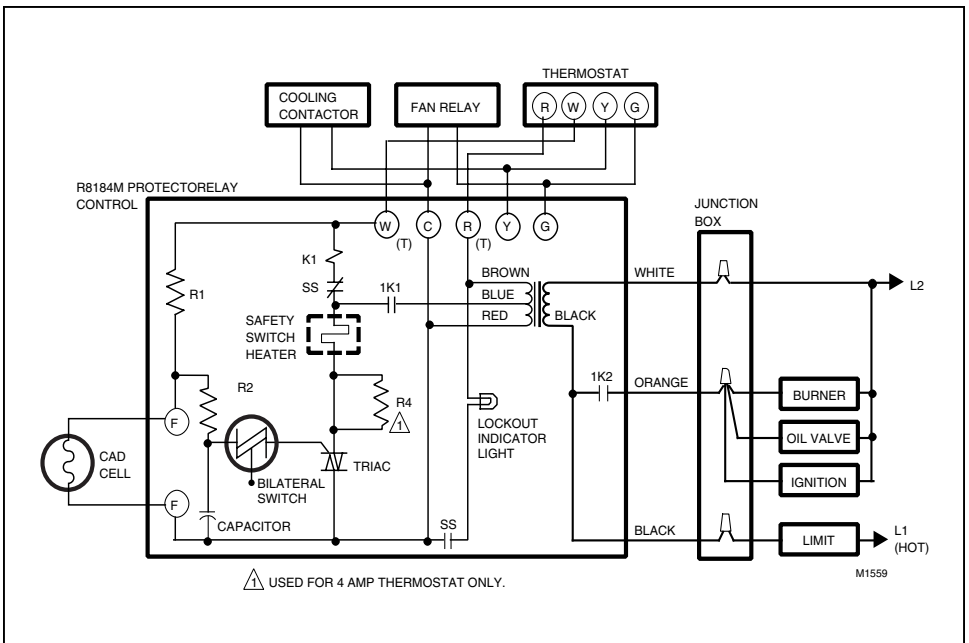 THERMOSTAT
COOLING
CONTACTOR
FAN RELAY
R W Y G
R8184M PROTECTORELAY
CONTROL
JUNCTION
BOX
W C R Y G
(T) (T)
K1
BROWN
WHITE
SS
1K1
BLUE
L2
R1
RED
BLACK
SAFETY
SWITCH
HEATER
1K2
ORANGE
R2
R4
1
BURNER
F
LOCKOUT
INDICATOR
LIGHT
CAD
CELL
TRIAC
OIL VALVE
BILATERAL
SWITCH
IGNITION
F
CAPACITOR
SS
BLACK
LIMIT
L1
(HOT)
1 USED FOR 4 AMP THERMOSTAT ONLY.
M1559